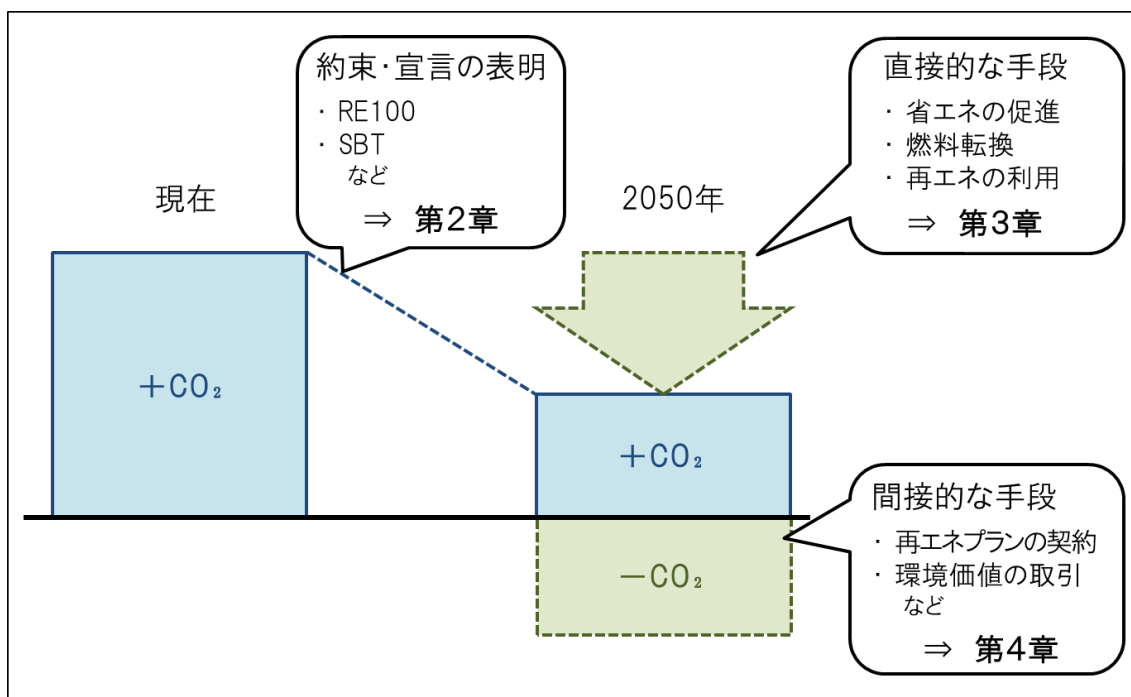 約束・宣言の表明
・ RE100
・ SBT
など
⇒ 第2章
直接的な手段
・ 省エネの促進
・ 燃料転換
・ 再エネの利用
⇒ 第3章
現在
2050年
+CO₂
+CO₂
-CO₂
間接的な手段
・ 再エネプランの契約
・ 環境価値の取引
など
⇒ 第4章